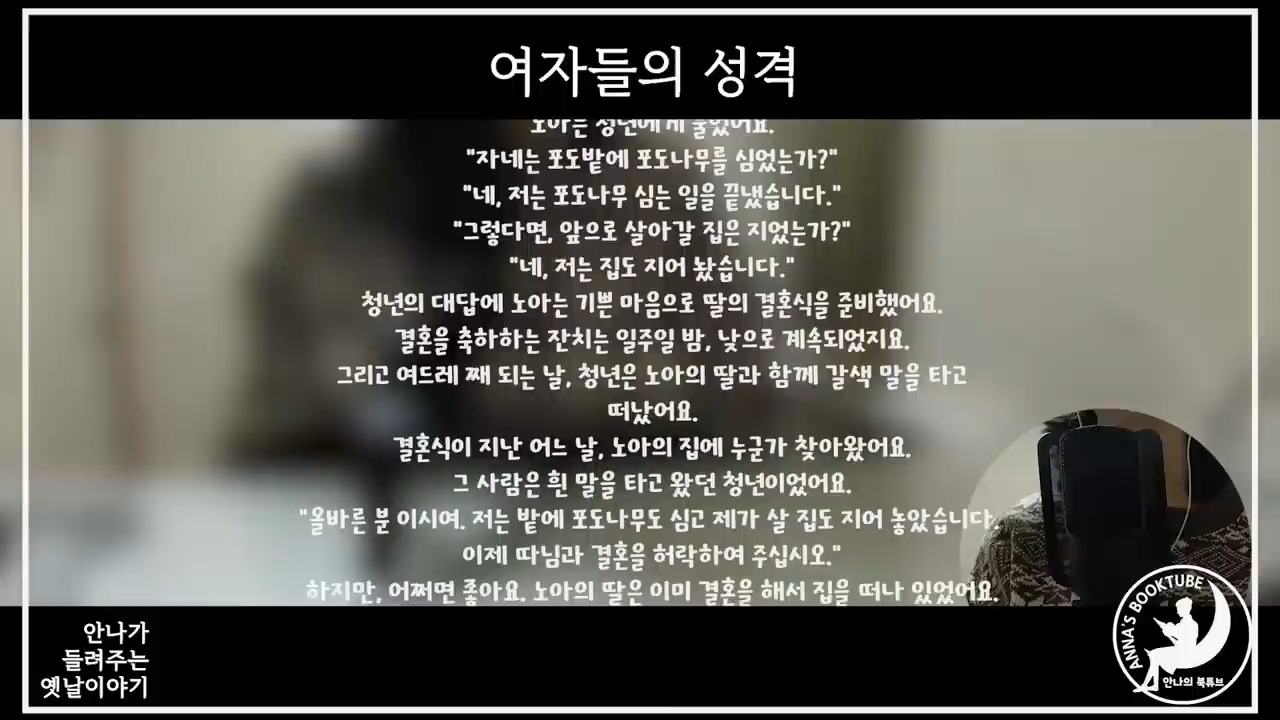 여자들의 성격
노아는 청년에게 물었어요.
"자네는 포도밭에 포도나무를 심었는가?"
"네, 저는 포도나무 심는 일을 끝냈습니다."
"그렇다면, 앞으로 살아갈 집은 지었는가?"
"네, 저는 집도 지어 놨습니다."
청년의 대답에 노아는 기쁜 마음으로 딸의 결혼식을 준비했어요.
결혼을 축하하는 잔치는 일주일 밤, 낮으로 계속되었지요.
그리고 여드레 째 되는 날, 청년은 노아의 딸과 함께 갈색 말을 타고
떠났어요.
결혼식이 지난 어느 날, 노아의 집에 누군가 찾아왔어요.
그 사람은 흰 말을 타고 왔던 청년이었어요.
"올바른 분 이시여. 저는 밭에 포도나무도 심고 제가 살 집도 지어 놓았습니다.
이제 따님과 결혼을 허락하여 주십시오."
하지만, 어쩌면 좋아요. 노아의 딸은 이미 결혼을 해서 집을 떠나 있었어요.
안나가
들려주는
옛날이야기
ANNA'S BOOKTUBE
안나의 북튜브